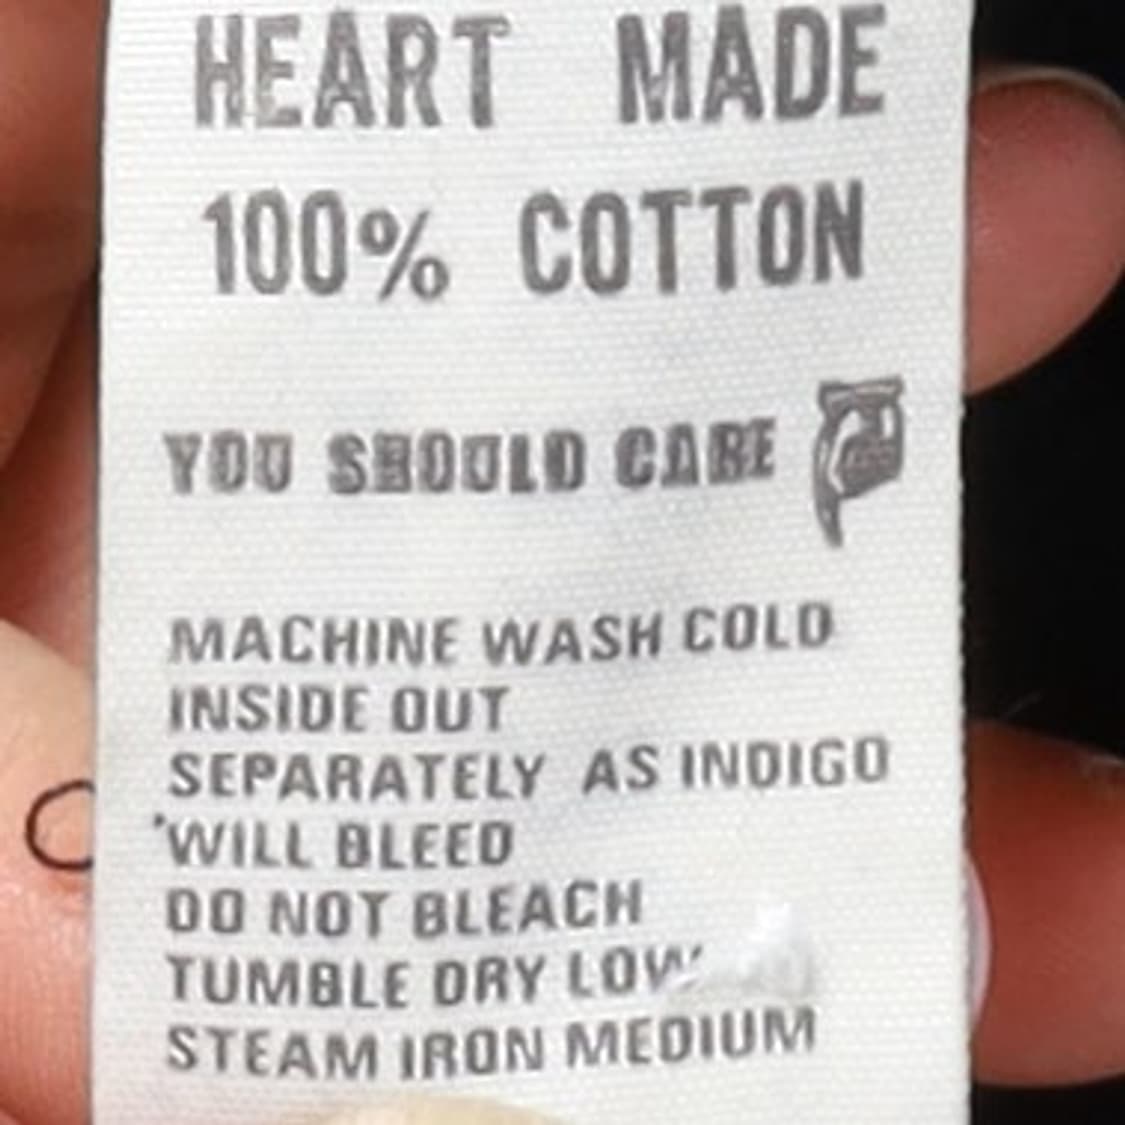 HEART MADE
100% COTTON
YOU SHOULD CARE
MACHINE WASH COLD
INSIDE OUT
SEPARATELY AS INDIGO
WILL BLEED
DO NOT BLEACH
TUMBLE DRY LOW
STEAM IRON MEDIUM